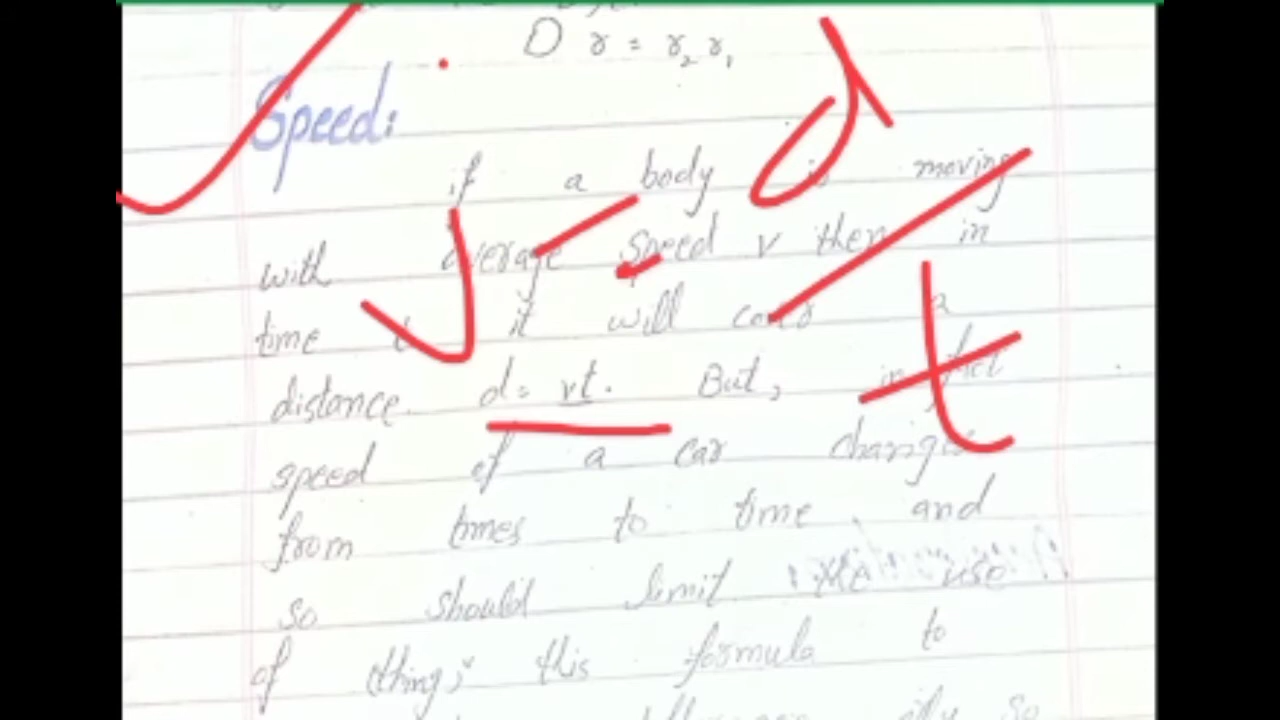 D r = r2 r1
Speed:
if a body is moving
with average speed v then in
time t it will cover a
distance. d = vt. But, in fact
speed of a car changes
from times to time and
so should limit the use
of thing; this formula to
so
d
t